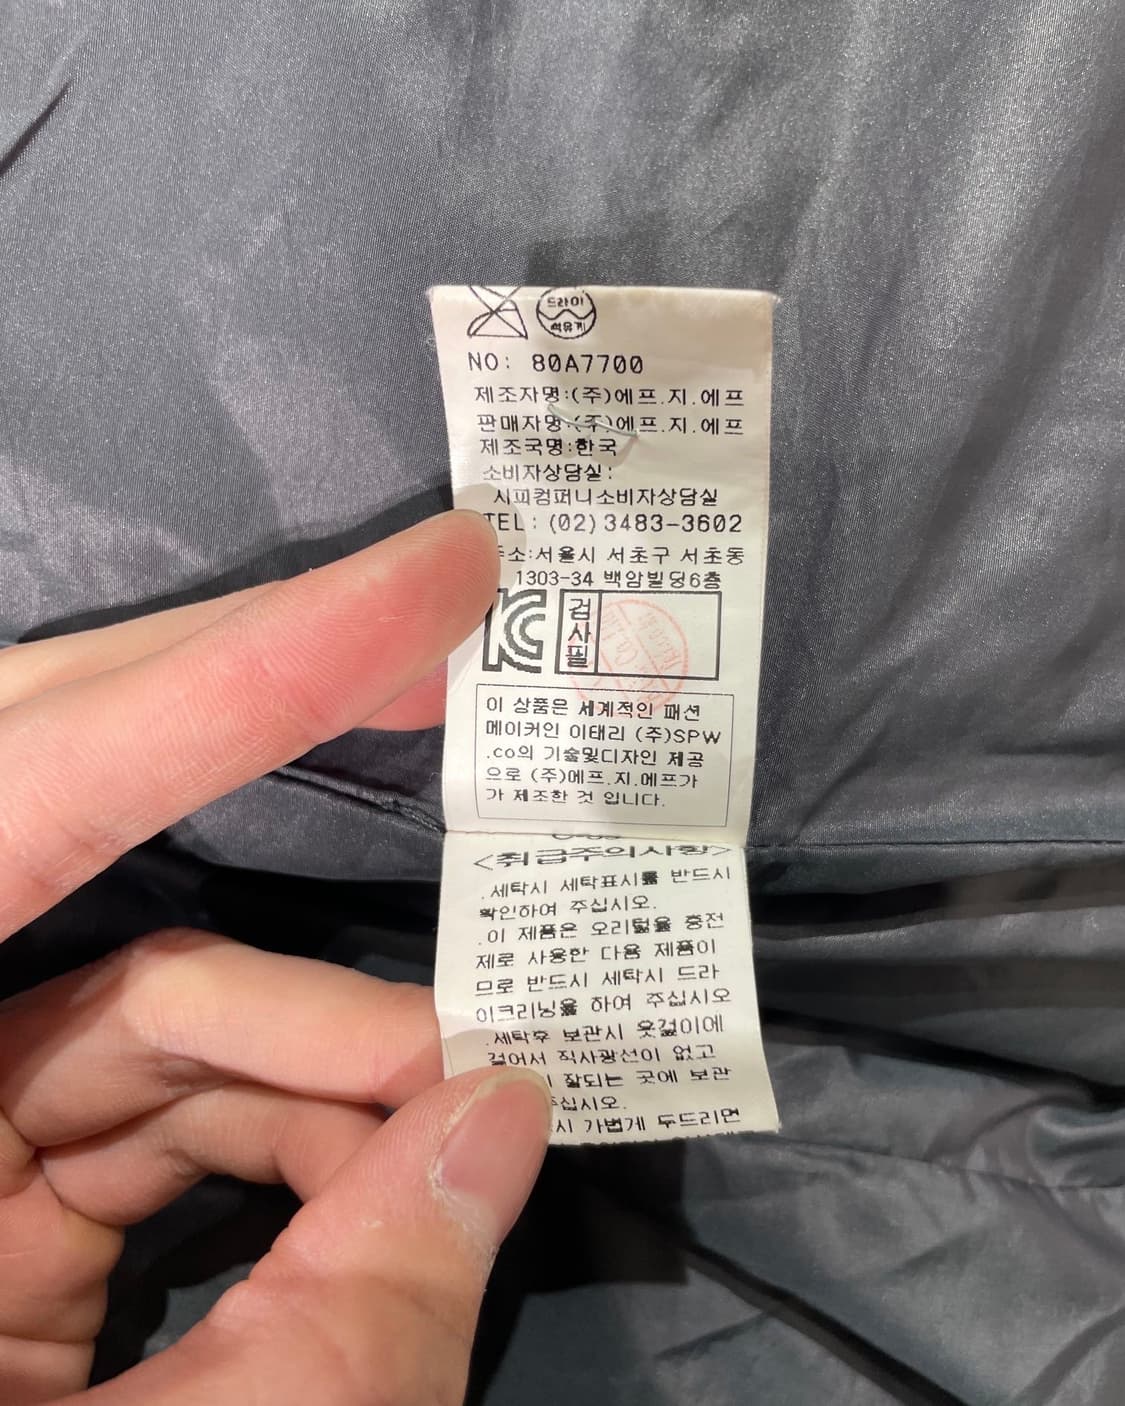 드라이
석유계
NO: 80A7700
제조자명:(주)에프.지.에프
판매자명:(주)에프.지.에프
제조국명:한국
소비자상담실:
시피컴퍼니소비자상담실
TEL: (02)3483-3602
주소:서울시 서초구 서초동
1303-34 백암빌딩6층
KC
검사필
이 상품은 세계적인 패션
메이커인 이태리 (주)SPW
.co의 기술및디자인 제공
으로 (주)에프.지.에프가
가 제조한 것 입니다.
<취급주의사항>
.세탁시 세탁표시를 반드시
확인하여 주십시오.
.이 제품은 오리털을 충전
제로 사용한 다운 제품이
므로 반드시 세탁시 드라
이크리닝을 하여 주십시오
.세탁후 보관시 옷걸이에
걸어서 직사광선이 없고
잘되는 곳에 보관
주십시오.
시 가볍게 두드리면